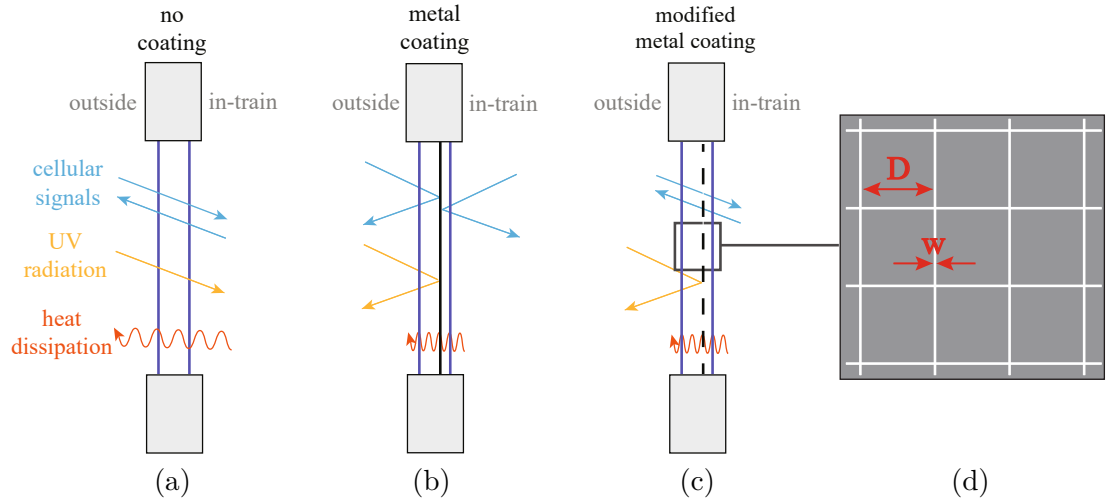 no
coating
metal
coating
modified
metal coating
outside
in-train
outside
in-train
outside
in-train
cellular
signals
UV
radiation
heat
dissipation
D
w
(a)
(b)
(c)
(d)